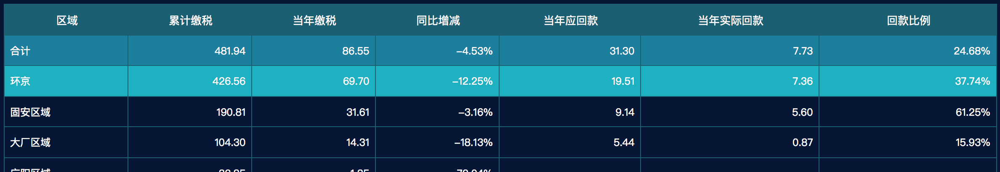 区域 累计缴税 当年缴税 同比增减 当年应回款 当年实际回款 回款比例
合计 481.94 86.55 -4.53% 31.30 7.73 24.68%
环京 426.56 69.70 -12.25% 19.51 7.36 37.74%
固安区域 190.81 31.61 -3.16% 9.14 5.60 61.25%
大厂区域 104.30 14.31 -18.13% 5.44 0.87 15.93%